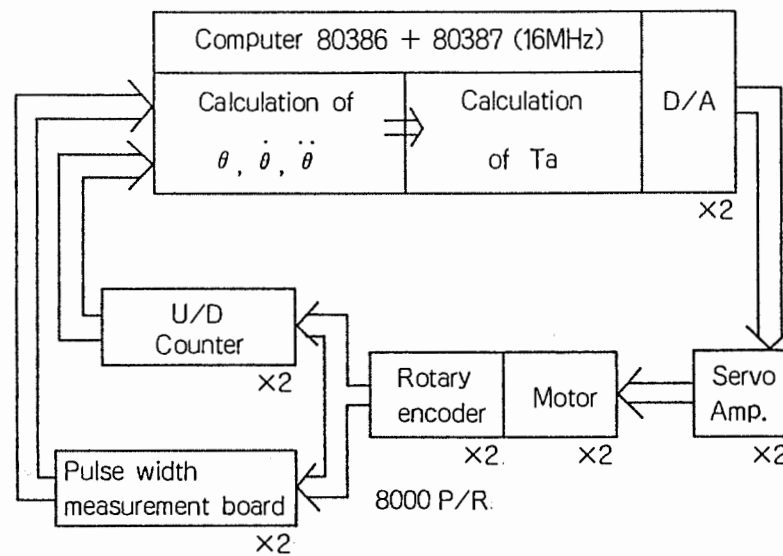 Computer 80386 + 80387 (16MHz)
Calculation of
θ, θ̇, θ̈
⇒
Calculation
of Ta
D/A
×2
U/D
Counter
×2
Rotary
encoder
×2
Motor
×2
Servo
Amp.
×2
Pulse width
measurement board
×2
8000 P/R